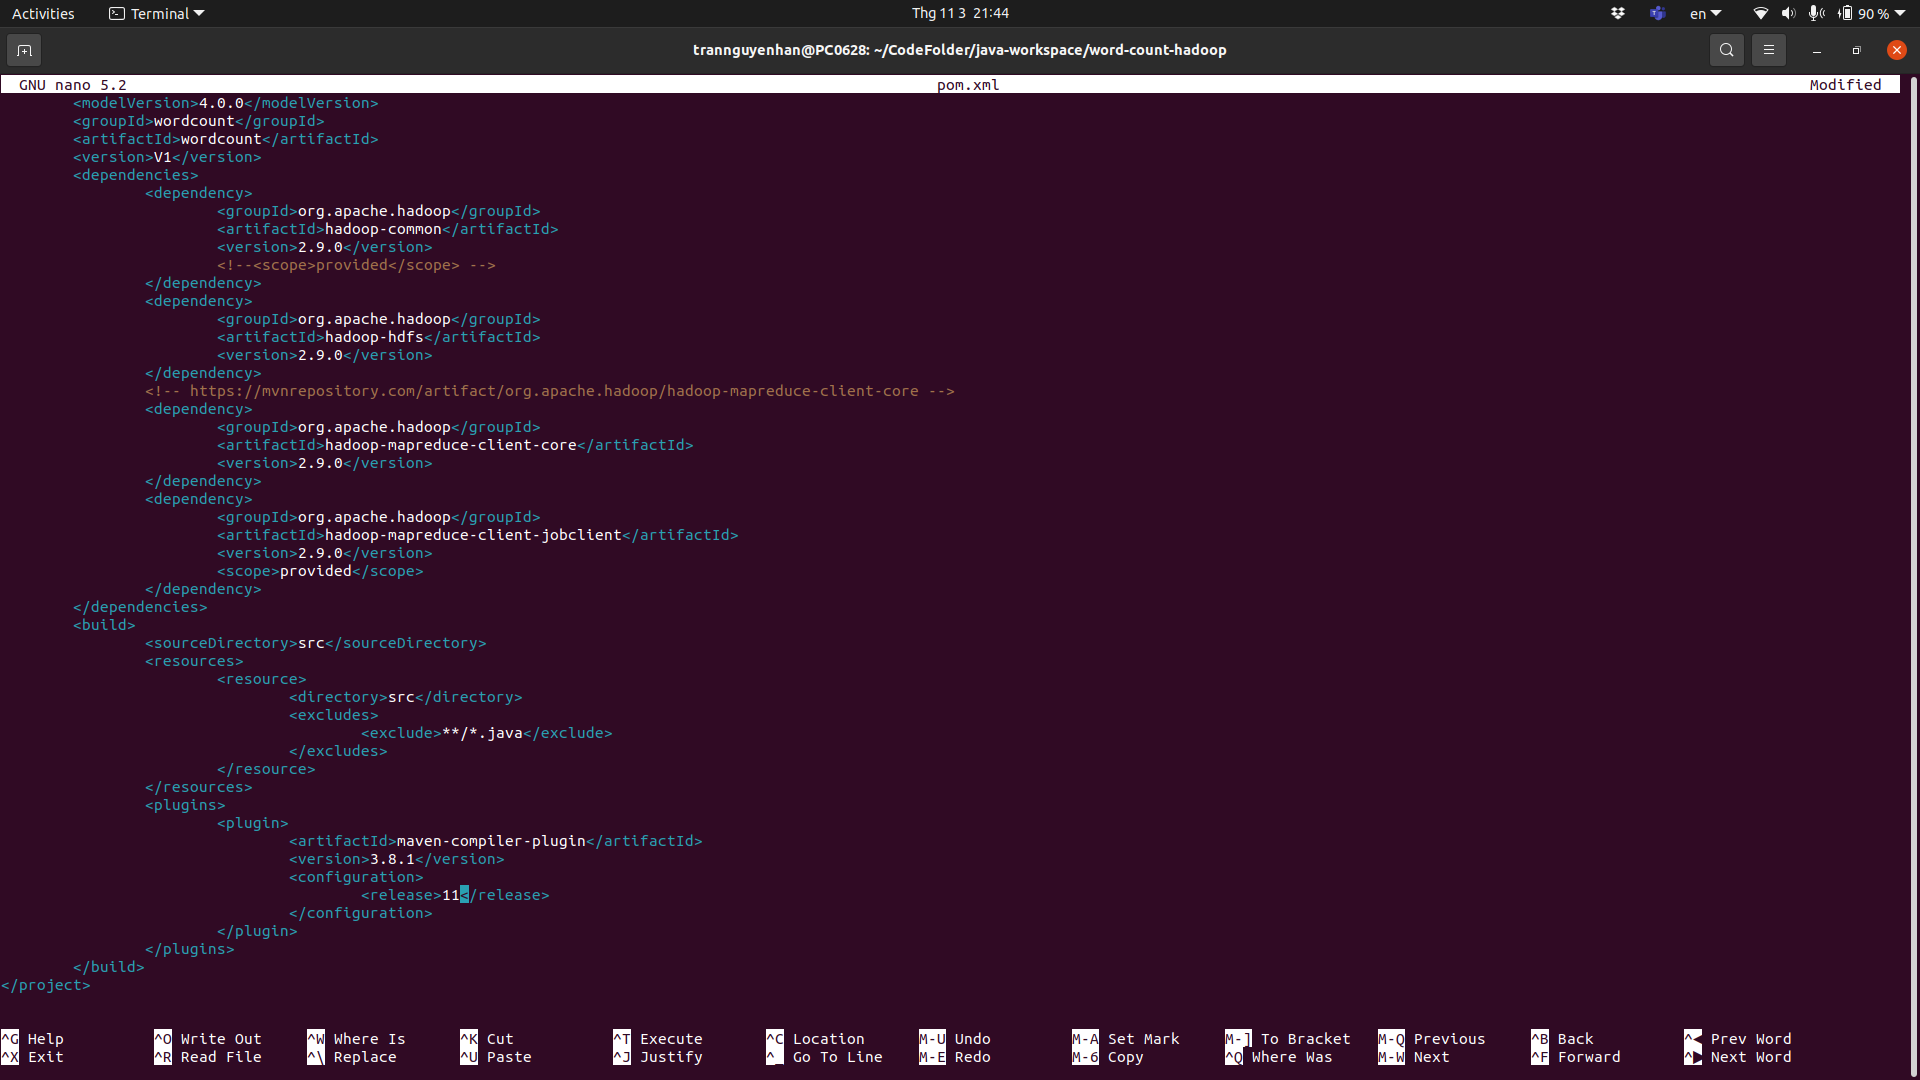 Activities Terminal Thg 11 3 21:44 en 90 %
trannguyenhan@PC0628: ~/CodeFolder/java-workspace/word-count-hadoop
GNU nano 5.2 pom.xml Modified
<modelVersion>4.0.0</modelVersion>
<groupId>wordcount</groupId>
<artifactId>wordcount</artifactId>
<version>V1</version>
<dependencies>
<dependency>
<groupId>org.apache.hadoop</groupId>
<artifactId>hadoop-common</artifactId>
<version>2.9.0</version>
<!--<scope>provided</scope> -->
</dependency>
<dependency>
<groupId>org.apache.hadoop</groupId>
<artifactId>hadoop-hdfs</artifactId>
<version>2.9.0</version>
</dependency>
<!-- https://mvnrepository.com/artifact/org.apache.hadoop/hadoop-mapreduce-client-core -->
<dependency>
<groupId>org.apache.hadoop</groupId>
<artifactId>hadoop-mapreduce-client-core</artifactId>
<version>2.9.0</version>
</dependency>
<dependency>
<groupId>org.apache.hadoop</groupId>
<artifactId>hadoop-mapreduce-client-jobclient</artifactId>
<version>2.9.0</version>
<scope>provided</scope>
</dependency>
</dependencies>
<build>
<sourceDirectory>src</sourceDirectory>
<resources>
<resource>
<directory>src</directory>
<excludes>
<exclude>**/*.java</exclude>
</excludes>
</resource>
</resources>
<plugins>
<plugin>
<artifactId>maven-compiler-plugin</artifactId>
<version>3.8.1</version>
<configuration>
<release>11</release>
</configuration>
</plugin>
</plugins>
</build>
</project>
^G Help ^O Write Out ^W Where Is ^K Cut ^T Execute ^C Location M-U Undo M-A Set Mark M-] To Bracket M-Q Previous ^B Back ^◀ Prev Word
^X Exit ^R Read File ^\ Replace ^U Paste ^J Justify ^_ Go To Line M-E Redo M-6 Copy ^Q Where Was M-W Next ^F Forward ^▶ Next Word